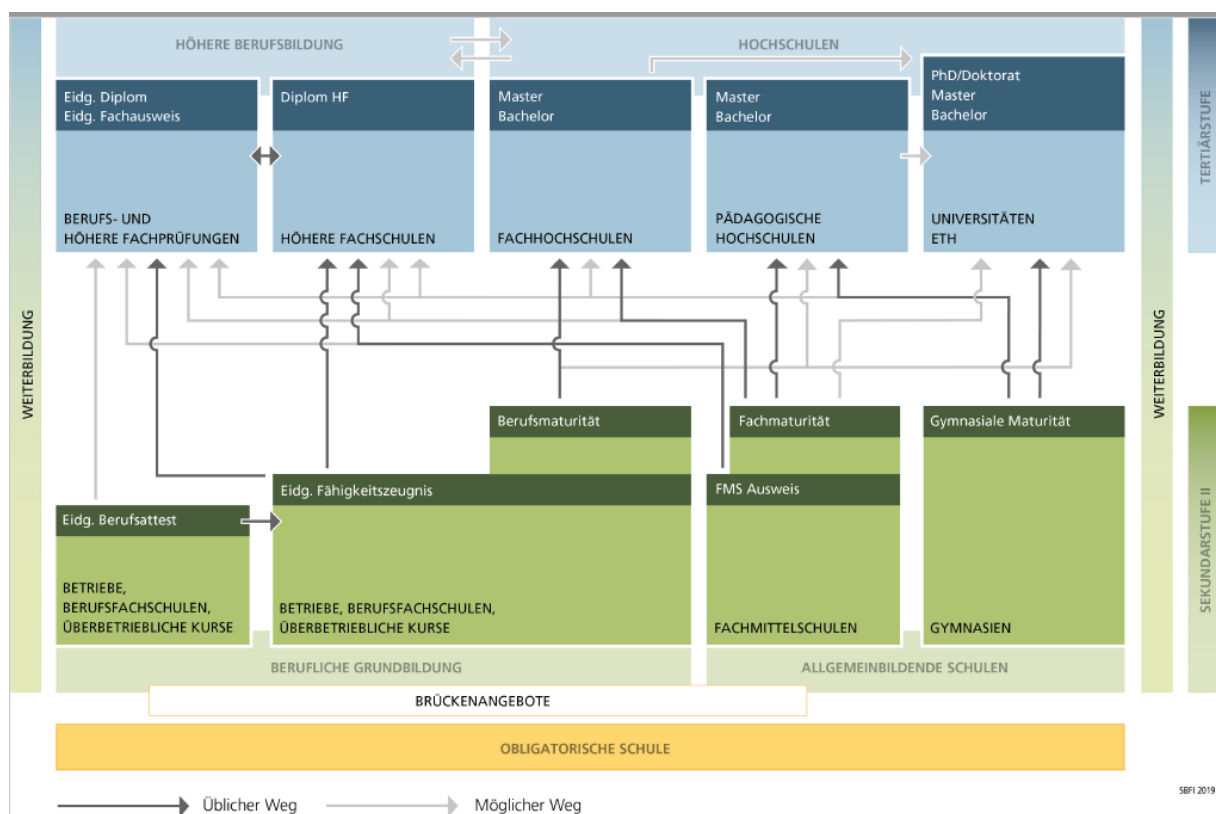 HÖHERE BERUFSBILDUNG
HOCHSCHULEN
Eidg. Diplom
Eidg. Fachausweis
Diplom HF
Master
Bachelor
Master
Bachelor
PhD/Doktorat
Master
Bachelor
BERUFS- UND
HÖHERE FACHPRÜFUNGEN
HÖHERE FACHSCHULEN
FACHHOCHSCHULEN
PÄDAGOGISCHE
HOCHSCHULEN
UNIVERSITÄTEN
ETH
TERTIÄRSTUFE
WEITERBILDUNG
WEITERBILDUNG
Berufsmaturität
Fachmaturität
Gymnasiale Maturität
Eidg. Fähigkeitszeugnis
FMS Ausweis
Eidg. Berufsattest
BETRIEBE,
BERUFSFACHSCHULEN,
ÜBERBETRIEBLICHE KURSE
BETRIEBE, BERUFSFACHSCHULEN,
ÜBERBETRIEBLICHE KURSE
FACHMITTELSCHULEN
GYMNASIEN
SEKUNDARSTUFE II
BERUFLICHE GRUNDBILDUNG
ALLGEMEINBILDENDE SCHULEN
BRÜCKENANGEBOTE
OBLIGATORISCHE SCHULE
Üblicher Weg
Möglicher Weg
SBFI 2019